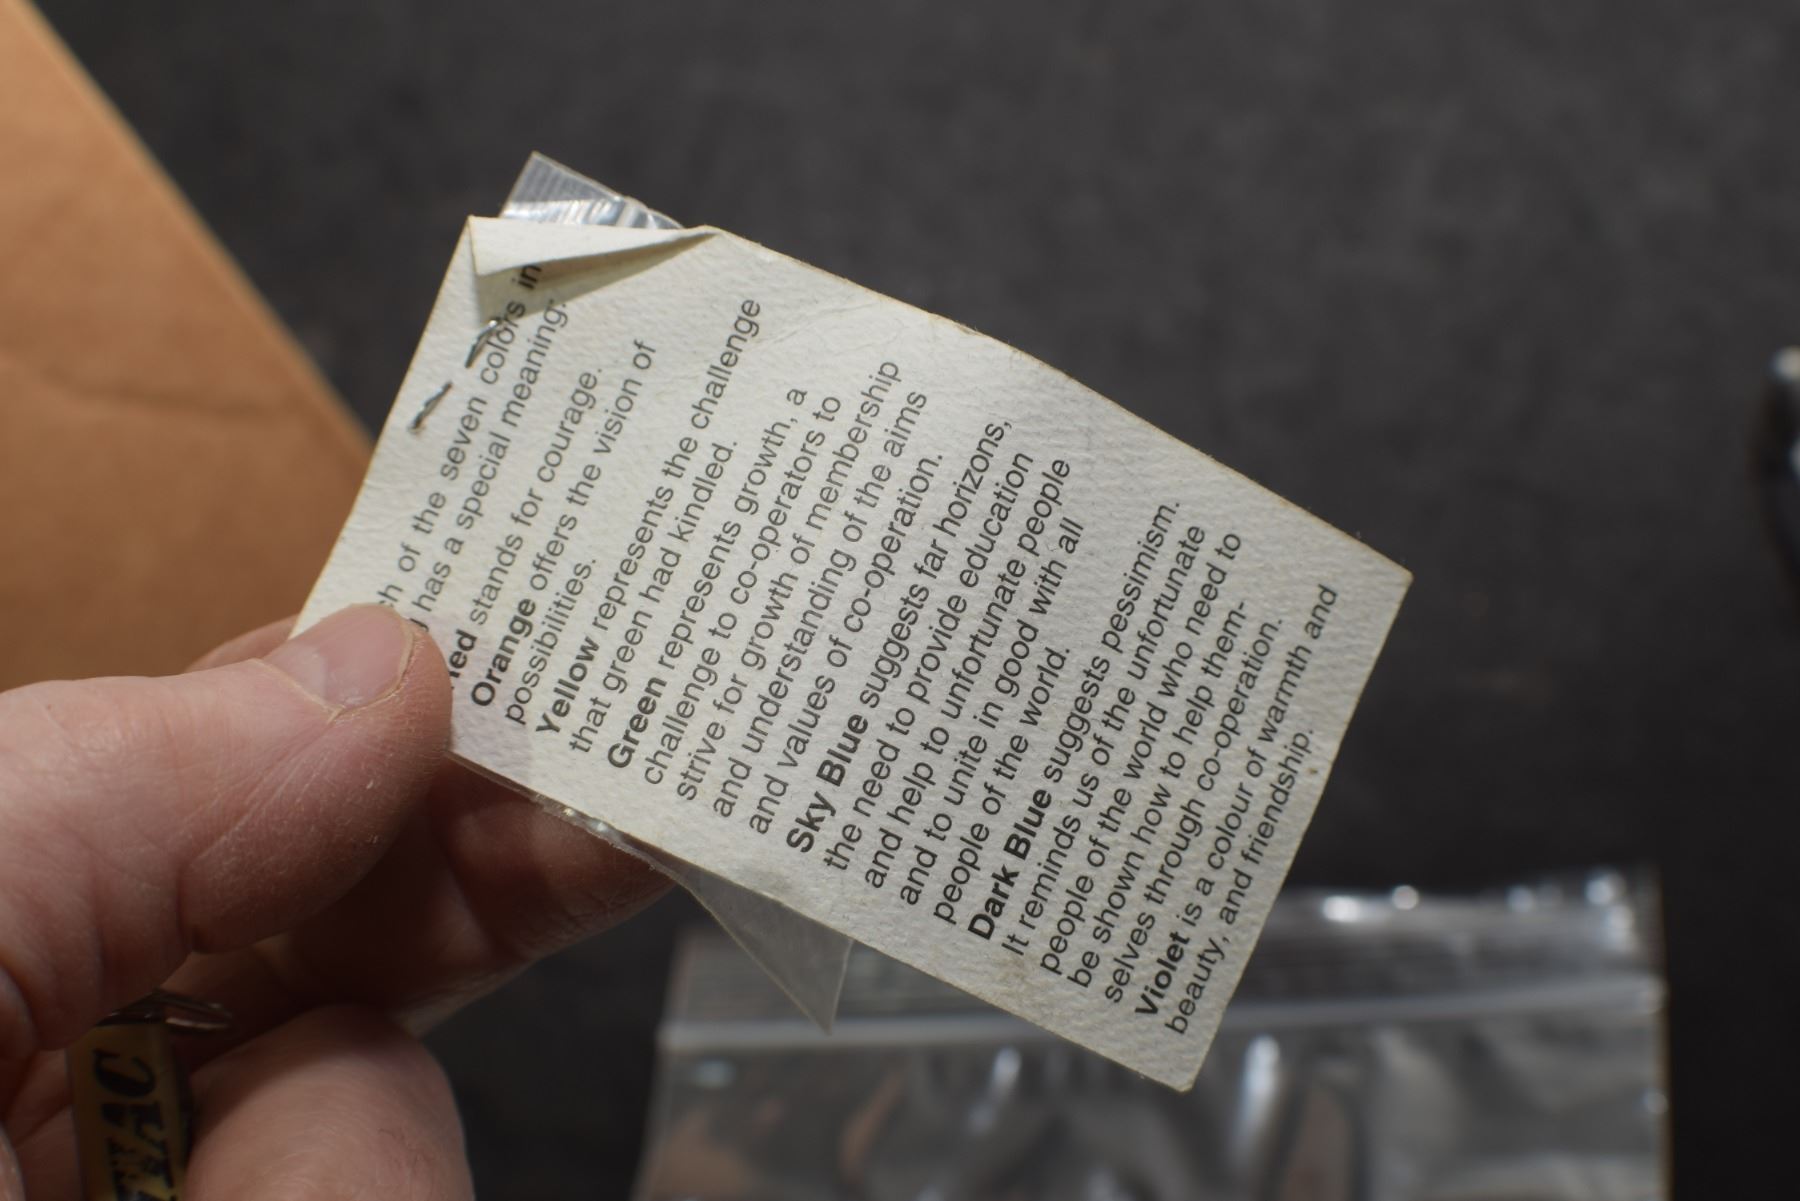 of the seven colors in
has a special meaning:
Red stands for courage.
Orange offers the vision of
possibilities.
Yellow represents the challenge
that green had kindled.
Green represents growth, a
challenge to co-operators to
strive for growth of membership
and understanding of the aims
and values of co-operation.
Sky Blue suggests far horizons,
the need to provide education
and help to unfortunate people
and to unite in good with all
people of the world.
Dark Blue suggests pessimism.
It reminds us of the unfortunate
people of the world who need to
be shown how to help them-
selves through co-operation.
Violet is a colour of warmth and
beauty, and friendship.